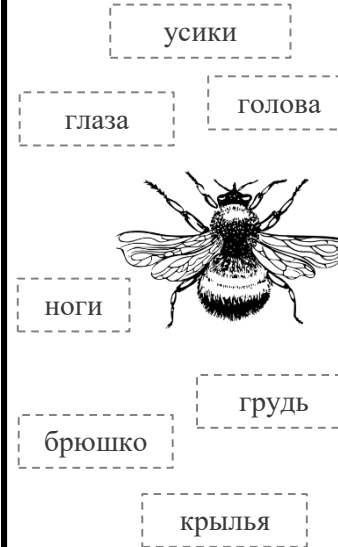 усики
голова
глаза
ноги
грудь
брюшко
крылья